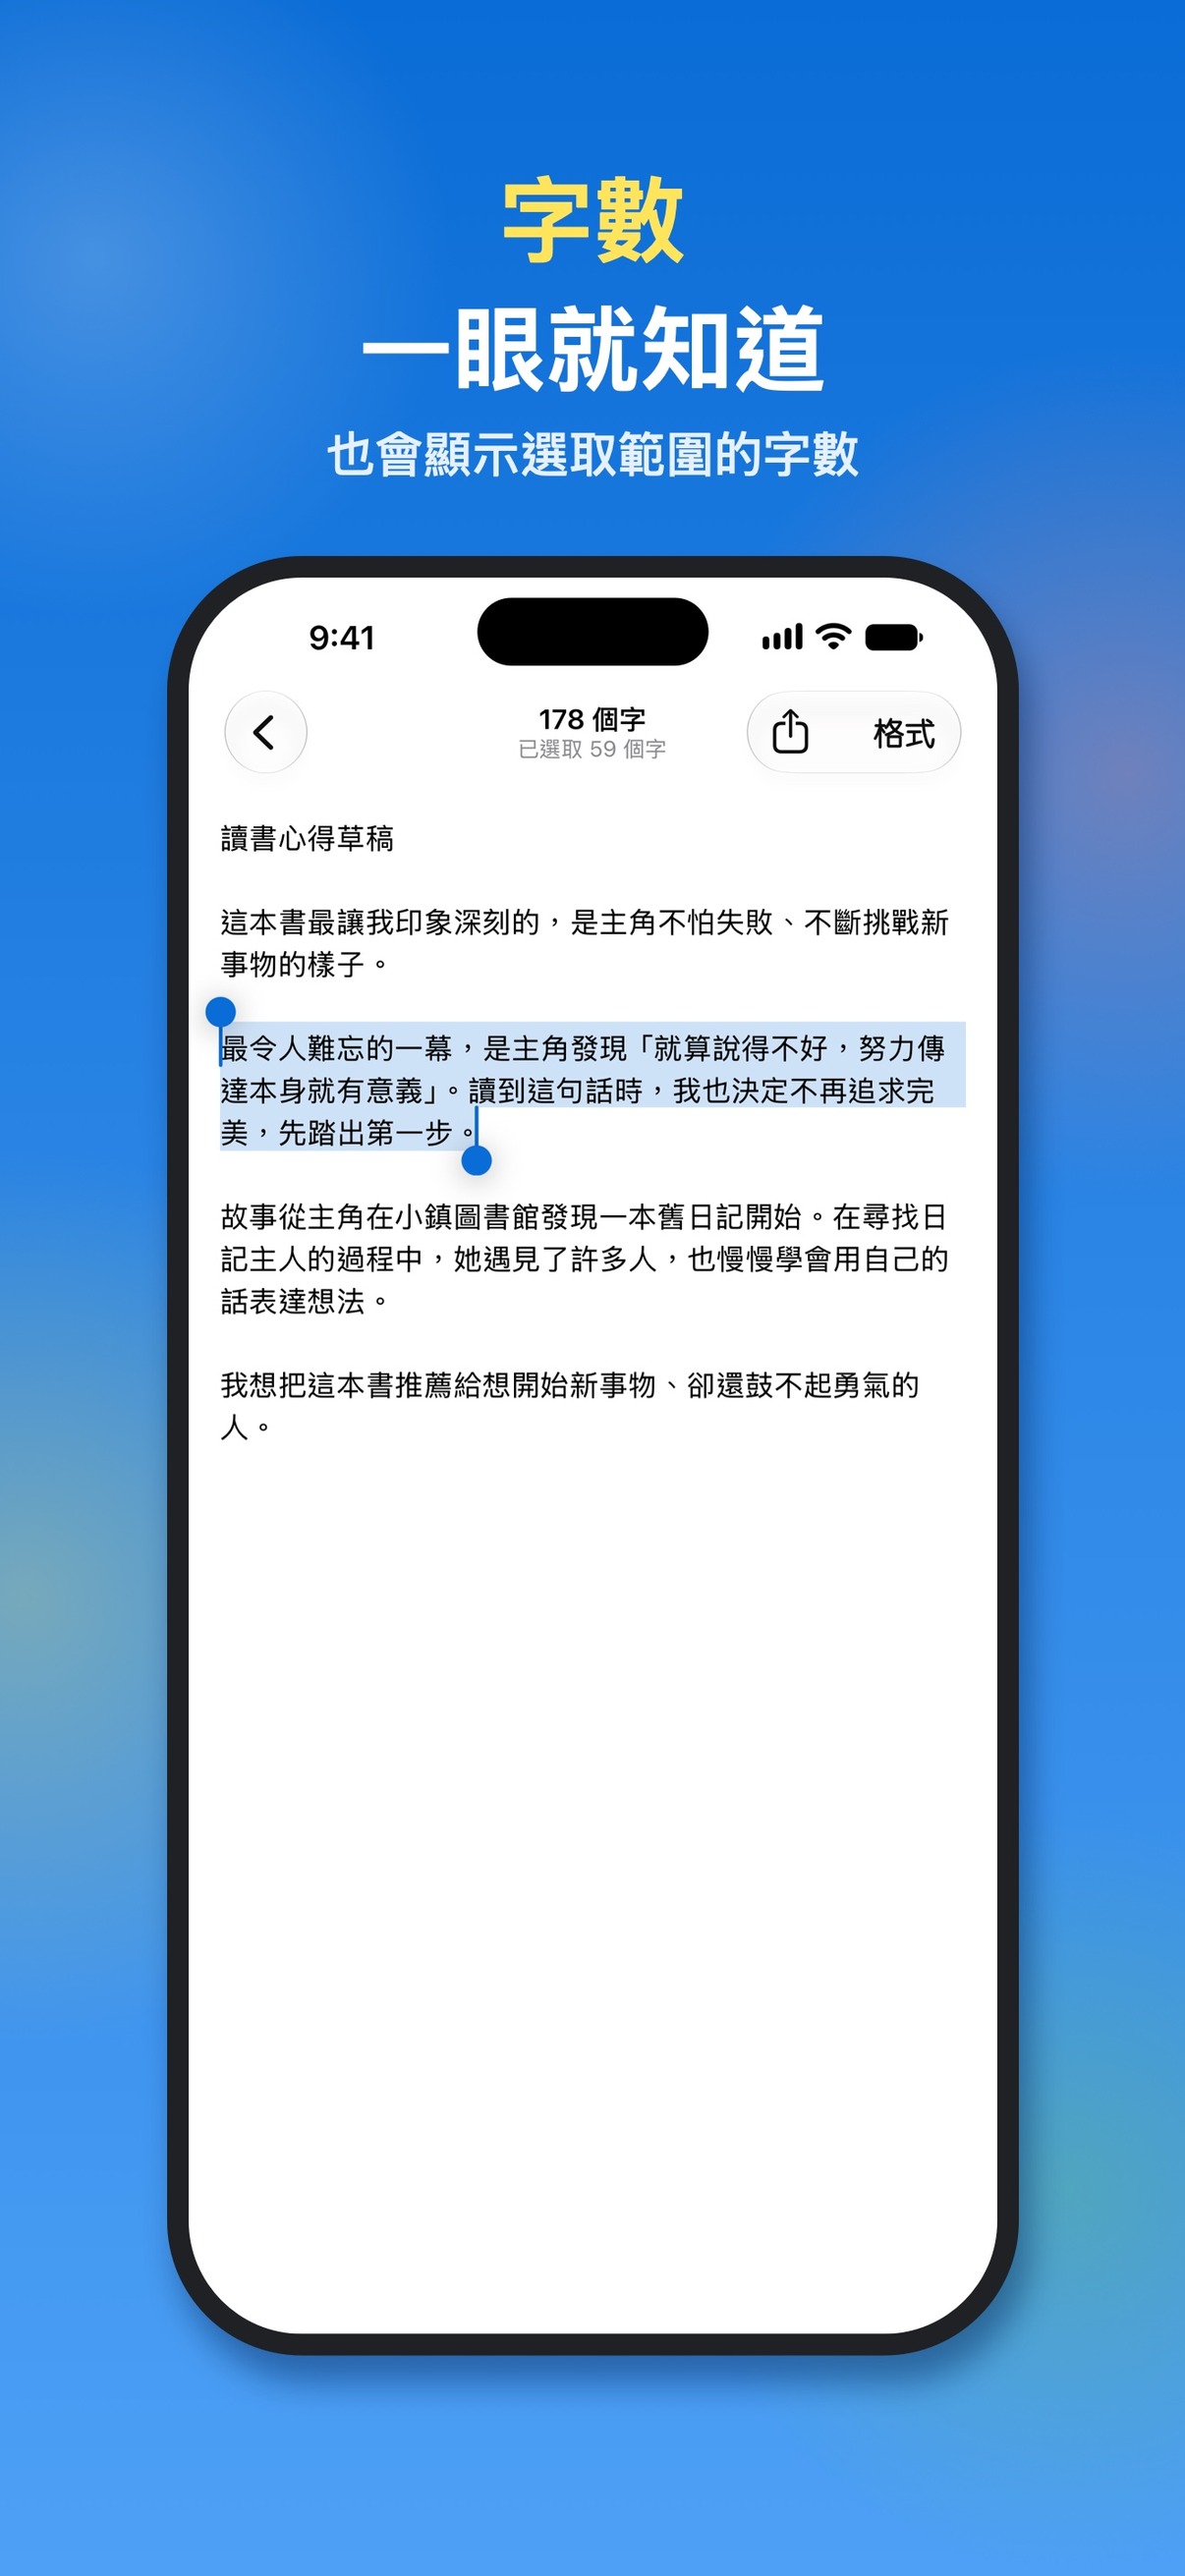 字數
一眼就知道
也會顯示選取範圍的字數
9:41
178 個字
已選取 59 個字
格式
讀書心得草稿
這本書最讓我印象深刻的，是主角不怕失敗、不斷挑戰新
事物的樣子。
最令人難忘的一幕，是主角發現「就算說得不好，努力傳
達本身就有意義」。讀到這句話時，我也決定不再追求完
美，先踏出第一步。
故事從主角在小鎮圖書館發現一本舊日記開始。在尋找日
記主人的過程中，她遇見了許多人，也慢慢學會用自己的
話表達想法。
我想把這本書推薦給想開始新事物、卻還鼓不起勇氣的
人。